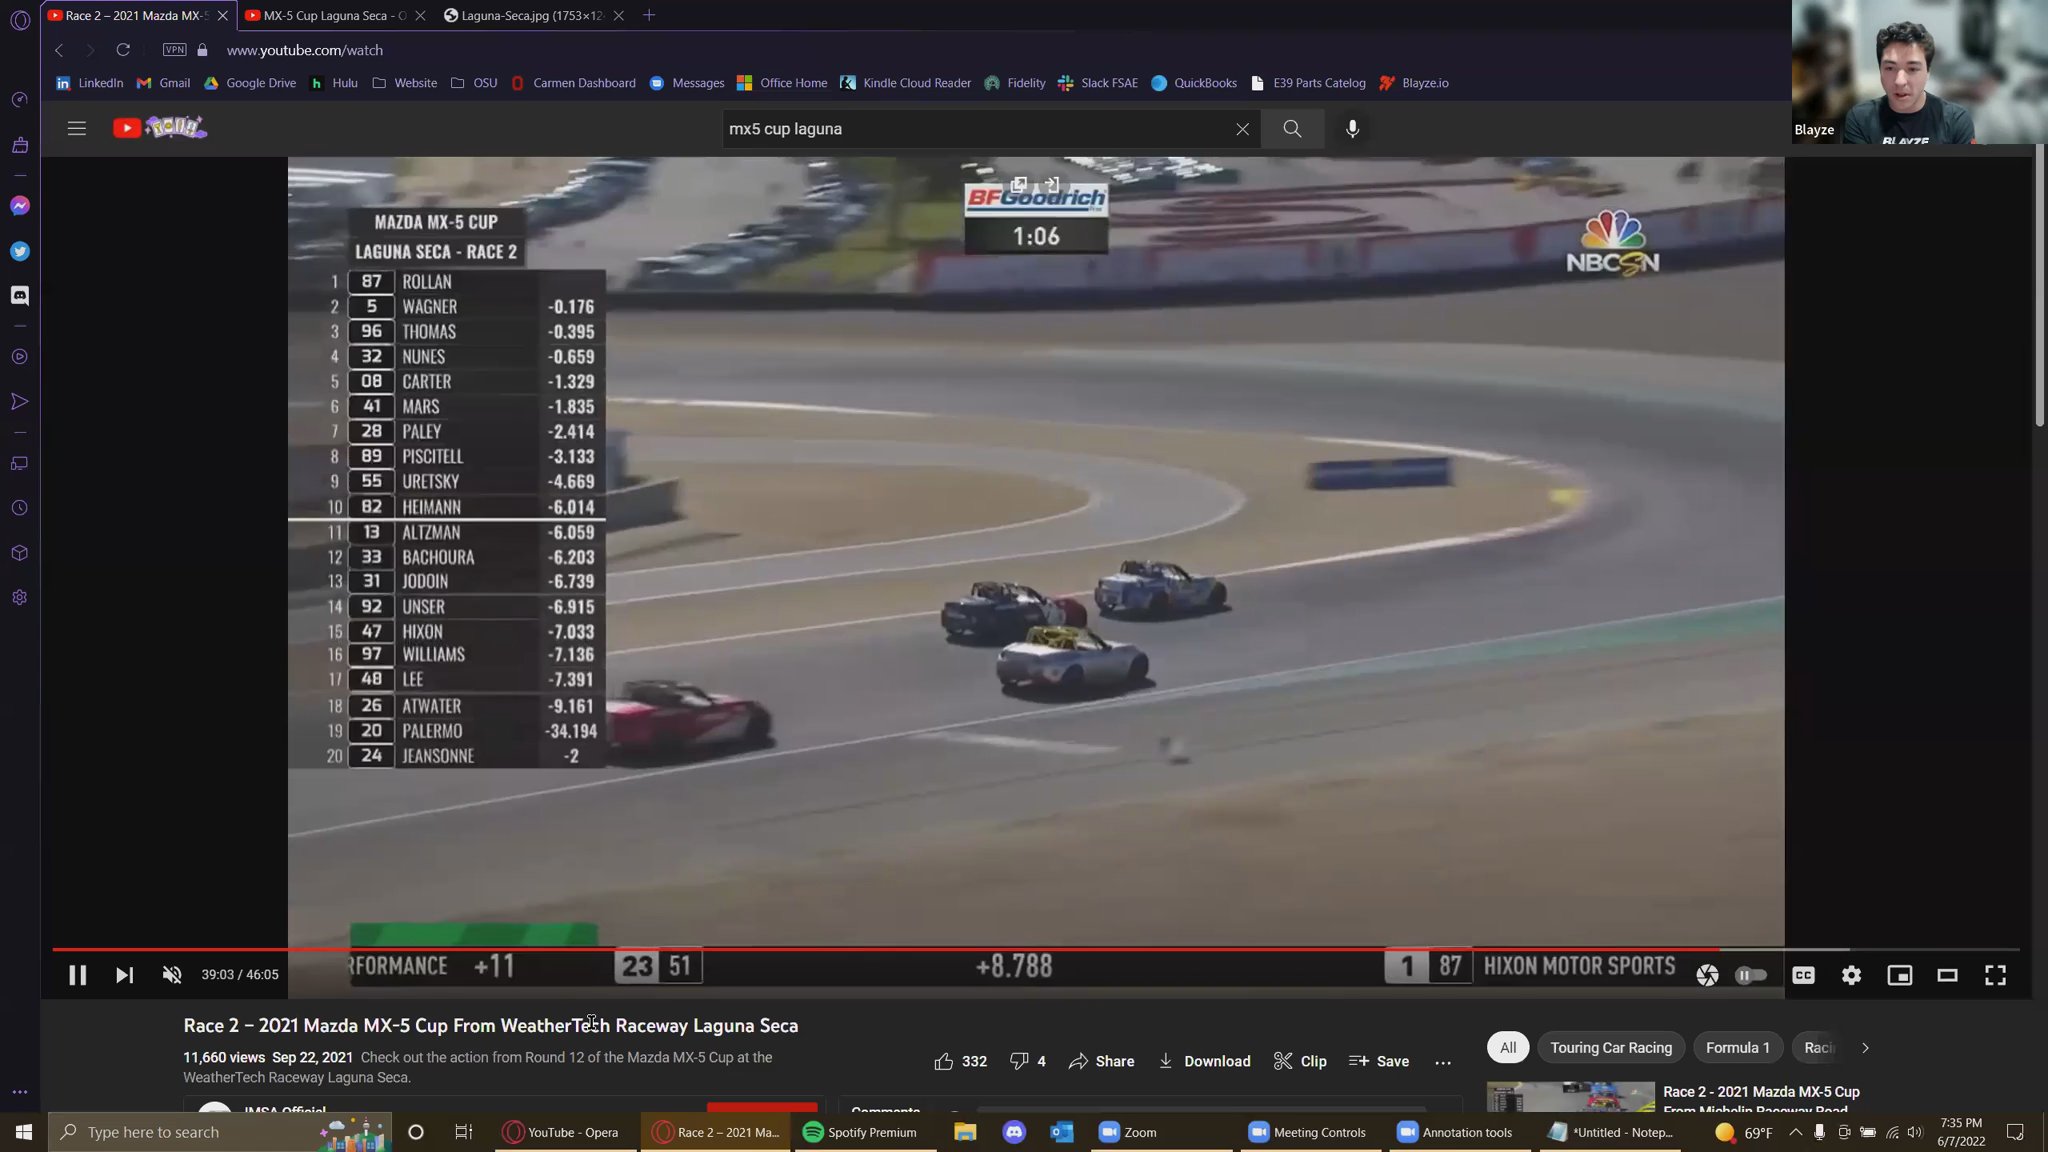 Race 2 – 2021 Mazda MX-5
MX-5 Cup Laguna Seca - O
Laguna-Seca.jpg (1753×12
VPN
www.youtube.com/watch
LinkedIn
Gmail
Google Drive
Hulu
Website
OSU
Carmen Dashboard
Messages
Office Home
Kindle Cloud Reader
Fidelity
Slack FSAE
QuickBooks
E39 Parts Catelog
Blayze.io
BLAYZE
Blayze
mx5 cup laguna
MAZDA MX-5 CUP
LAGUNA SECA - RACE 2
1 87 ROLLAN
2 5 WAGNER -0.176
3 96 THOMAS -0.395
4 32 NUNES -0.659
5 08 CARTER -1.329
6 41 MARS -1.835
7 28 PALEY -2.414
8 89 PISCITELL -3.133
9 55 URETSKY -4.669
10 82 HEIMANN -6.014
11 13 ALTZMAN -6.059
12 33 BACHOURA -6.203
13 31 JODOIN -6.739
14 92 UNSER -6.915
15 47 HIXON -7.033
16 97 WILLIAMS -7.136
17 48 LEE -7.391
18 26 ATWATER -9.161
19 20 PALERMO -34.194
20 24 JEANSONNE -2
BFGoodrich
1:06
NBCSN
RFORMANCE +11 23 51 +8.788 1 87 HIXON MOTOR SPORTS
39:03 / 46:05
CC
Race 2 – 2021 Mazda MX-5 Cup From WeatherTech Raceway Laguna Seca
11,660 views Sep 22, 2021 Check out the action from Round 12 of the Mazda MX-5 Cup at the
WeatherTech Raceway Laguna Seca.
332
4
Share
Download
Clip
Save
All
Touring Car Racing
Formula 1
Raci
IMSA Official
Comments
Race 2 - 2021 Mazda MX-5 Cup
From Michelin Raceway Road
Type here to search
YouTube - Opera
Race 2 – 2021 Ma...
Spotify Premium
Zoom
Meeting Controls
Annotation tools
*Untitled - Notep...
69°F
7:35 PM
6/7/2022